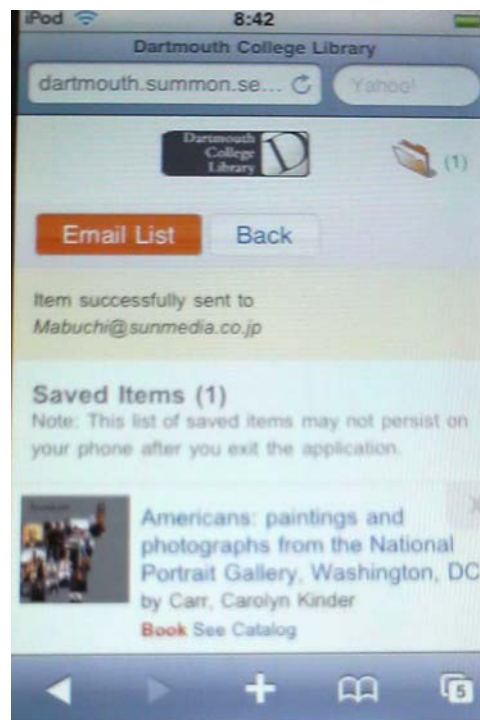 iPod 8:42
Dartmouth College Library
dartmouth.summon.se... Yahoo!
Dartmouth
College
Library
D
(1)
Email List Back
Item successfully sent to
Mabuchi@sunmedia.co.jp
Saved Items (1)
Note: This list of saved items may not persist on
your phone after you exit the application.
X
Americans: paintings and
photographs from the National
Portrait Gallery, Washington, DC
by Carr, Carolyn Kinder
Book See Catalog
5